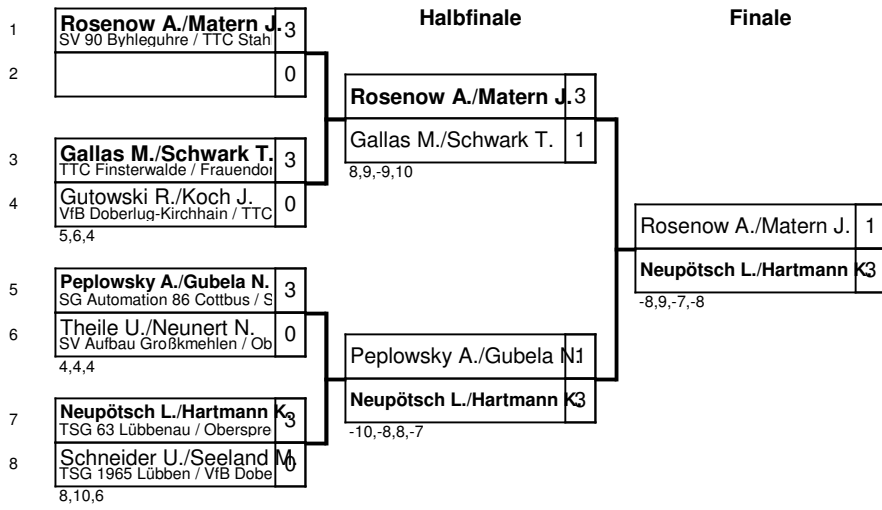 Halbfinale
Finale
1
Rosenow A./Matern J. 3
SV 90 Byhleguhre / TTC Stah
2
0
3
Gallas M./Schwark T. 3
TTC Finsterwalde / Frauendor
4
Gutowski R./Koch J. 0
VfB Doberlug-Kirchhain / TTC
5,6,4
5
Peplowsky A./Gubela N. 3
SG Automation 86 Cottbus / S
6
Theile U./Neunert N. 0
SV Aufbau Großkmehlen / Ob
4,4,4
7
Neupötsch L./Hartmann K. 3
TSG 63 Lübbenau / Oberspre
8
Schneider U./Seeland M. 0
TSG 1965 Lübben / VfB Dobe
8,10,6
Rosenow A./Matern J. 3
Gallas M./Schwark T. 1
8,9,-9,10
Peplowsky A./Gubela N. 1
Neupötsch L./Hartmann K. 3
-10,-8,8,-7
Rosenow A./Matern J. 1
Neupötsch L./Hartmann K. 3
-8,9,-7,-8